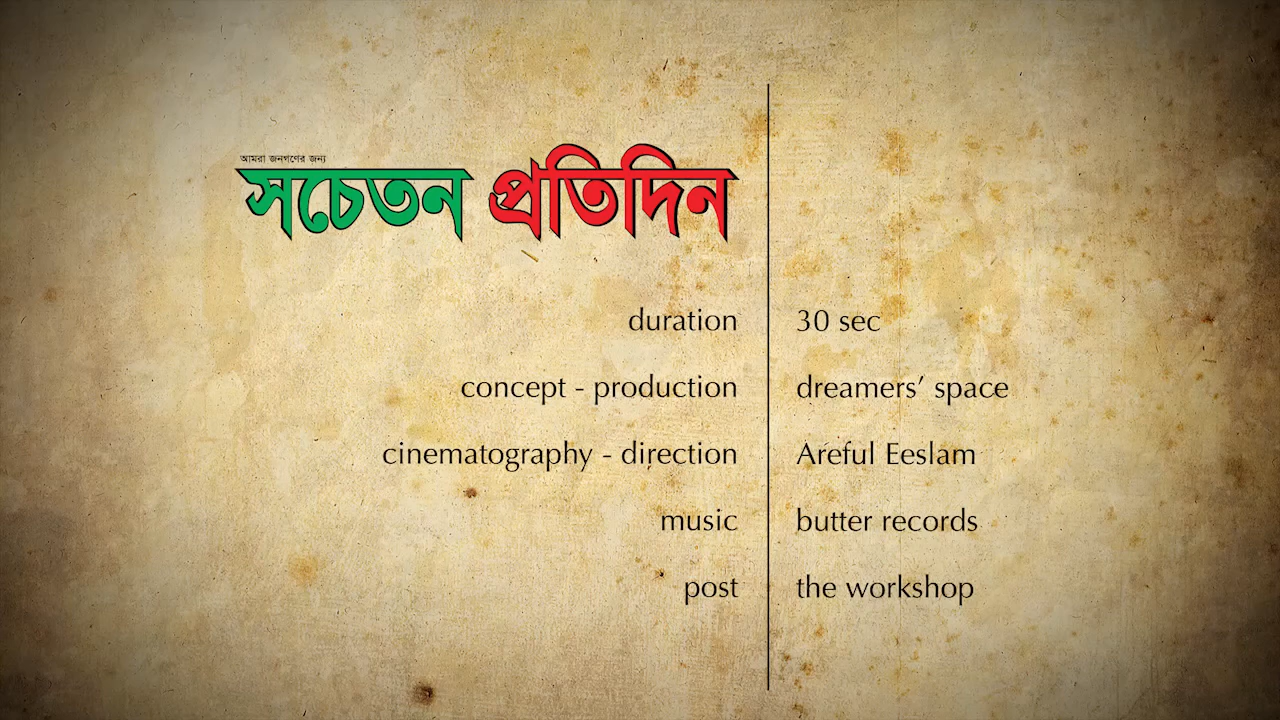 আমরা জনগণের জন্য
সচেতন প্রতিদিন
duration 30 sec
concept - production dreamers’ space
cinematography - direction Areful Eeslam
music butter records
post the workshop